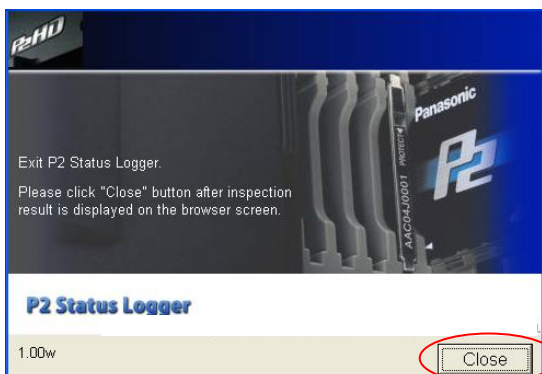 P2HD
Panasonic
P2
PROTECT
AAC04J0001
Exit P2 Status Logger.
Please click "Close" button after inspection
result is displayed on the browser screen.
P2 Status Logger
1.00w
Close